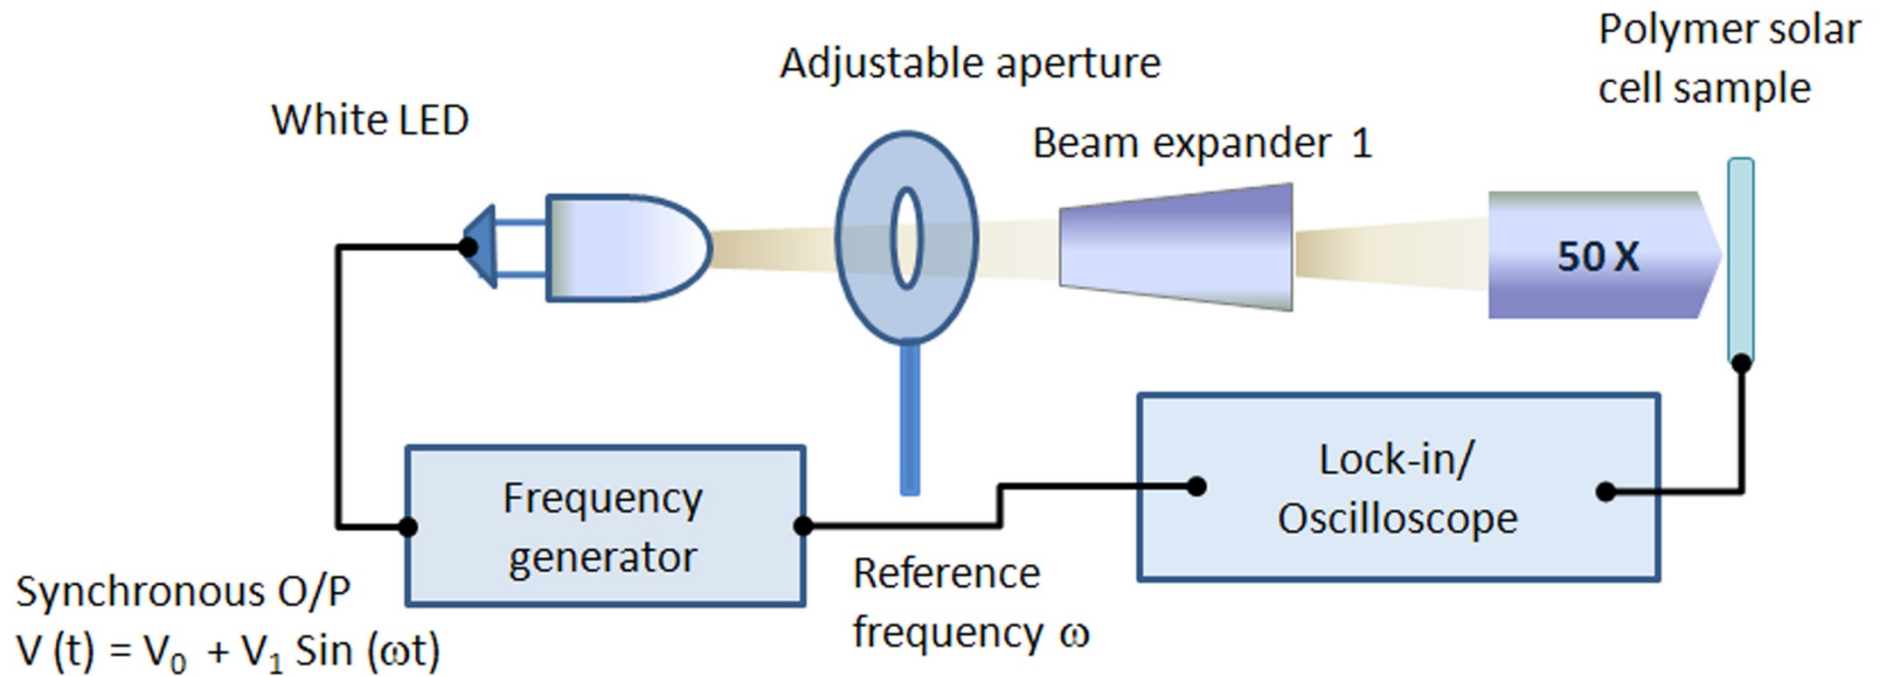 Polymer solar
cell sample
Adjustable aperture
White LED
Beam expander 1
50 X
Lock-in/
Oscilloscope
Frequency
generator
Reference
frequency ω
Synchronous O/P
V (t) = V₀ + V₁ Sin (ωt)